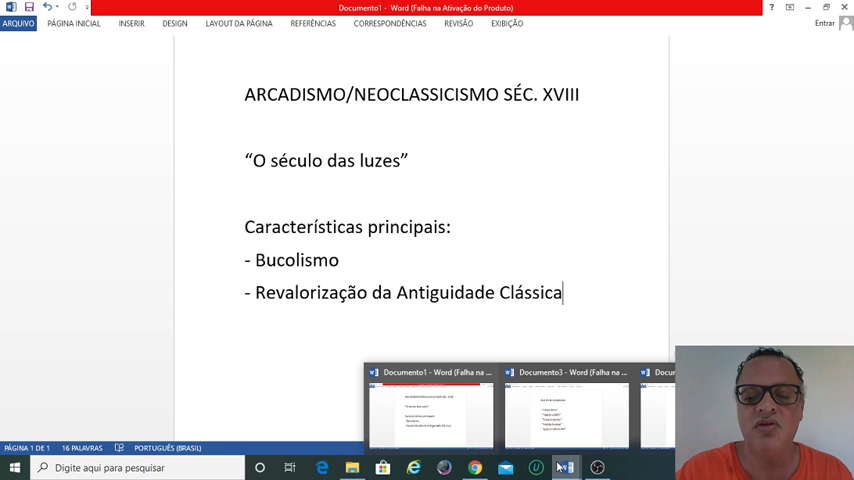 Documento1 - Word (Falha na Ativação do Produto)
Entrar
ARQUIVO PÁGINA INICIAL INSERIR DESIGN LAYOUT DA PÁGINA REFERÊNCIAS CORRESPONDÊNCIAS REVISÃO EXIBIÇÃO
ARCADISMO/NEOCLASSICISMO SÉC. XVIII
“O século das luzes”
Características principais:
- Bucolismo
- Revalorização da Antiguidade Clássica
Documento1 - Word (Falha na ...
Documento3 - Word (Falha na ...
PÁGINA 1 DE 1 16 PALAVRAS PORTUGUÊS (BRASIL)
Digite aqui para pesquisar